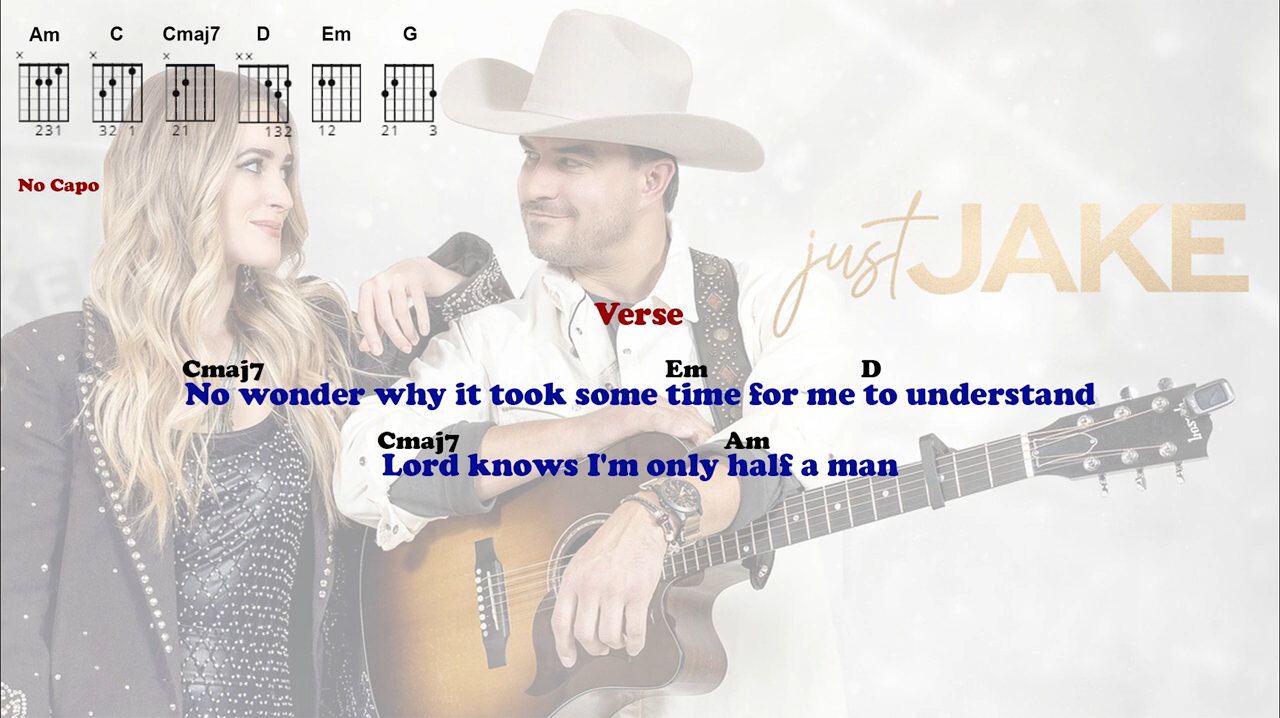 Am C Cmaj7 D Em G
× × × ××
231 32 1 21 132 12 21 3
No Capo
just JAKE
Verse
Cmaj7 Em D
No wonder why it took some time for me to understand
Cmaj7 Am
Lord knows I'm only half a man